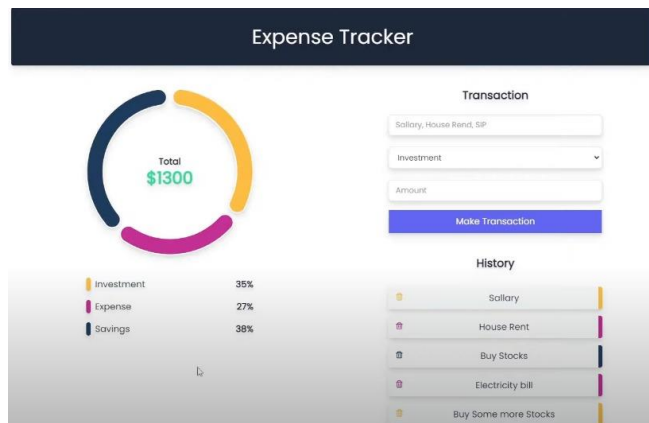 Expense Tracker
Total
$1300
Investment 35%
Expense 27%
Savings 38%
Transaction
Sallary, House Rend, SIP
Investment
Amount
Make Transaction
History
Sallary
House Rent
Buy Stocks
Electricity bill
Buy Some more Stocks